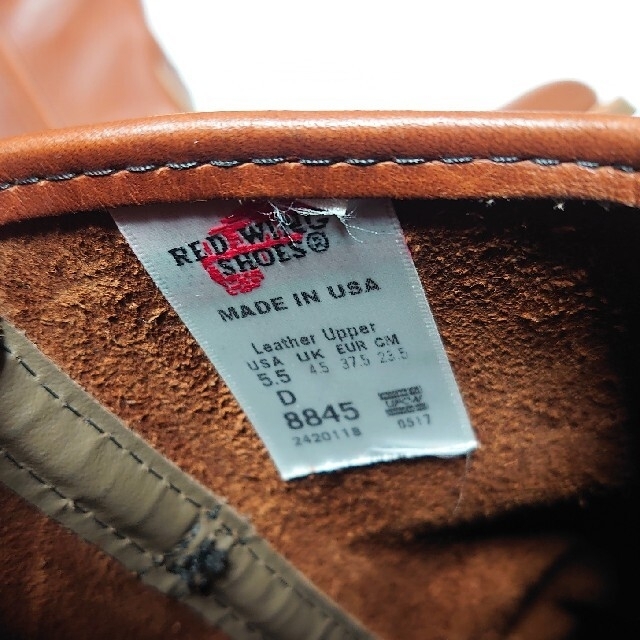 RED WING
SHOES®
MADE IN USA
Leather Upper
USA UK EUR CM
5.5 4.5 37.5 23.5
D
8845
2420118 0517